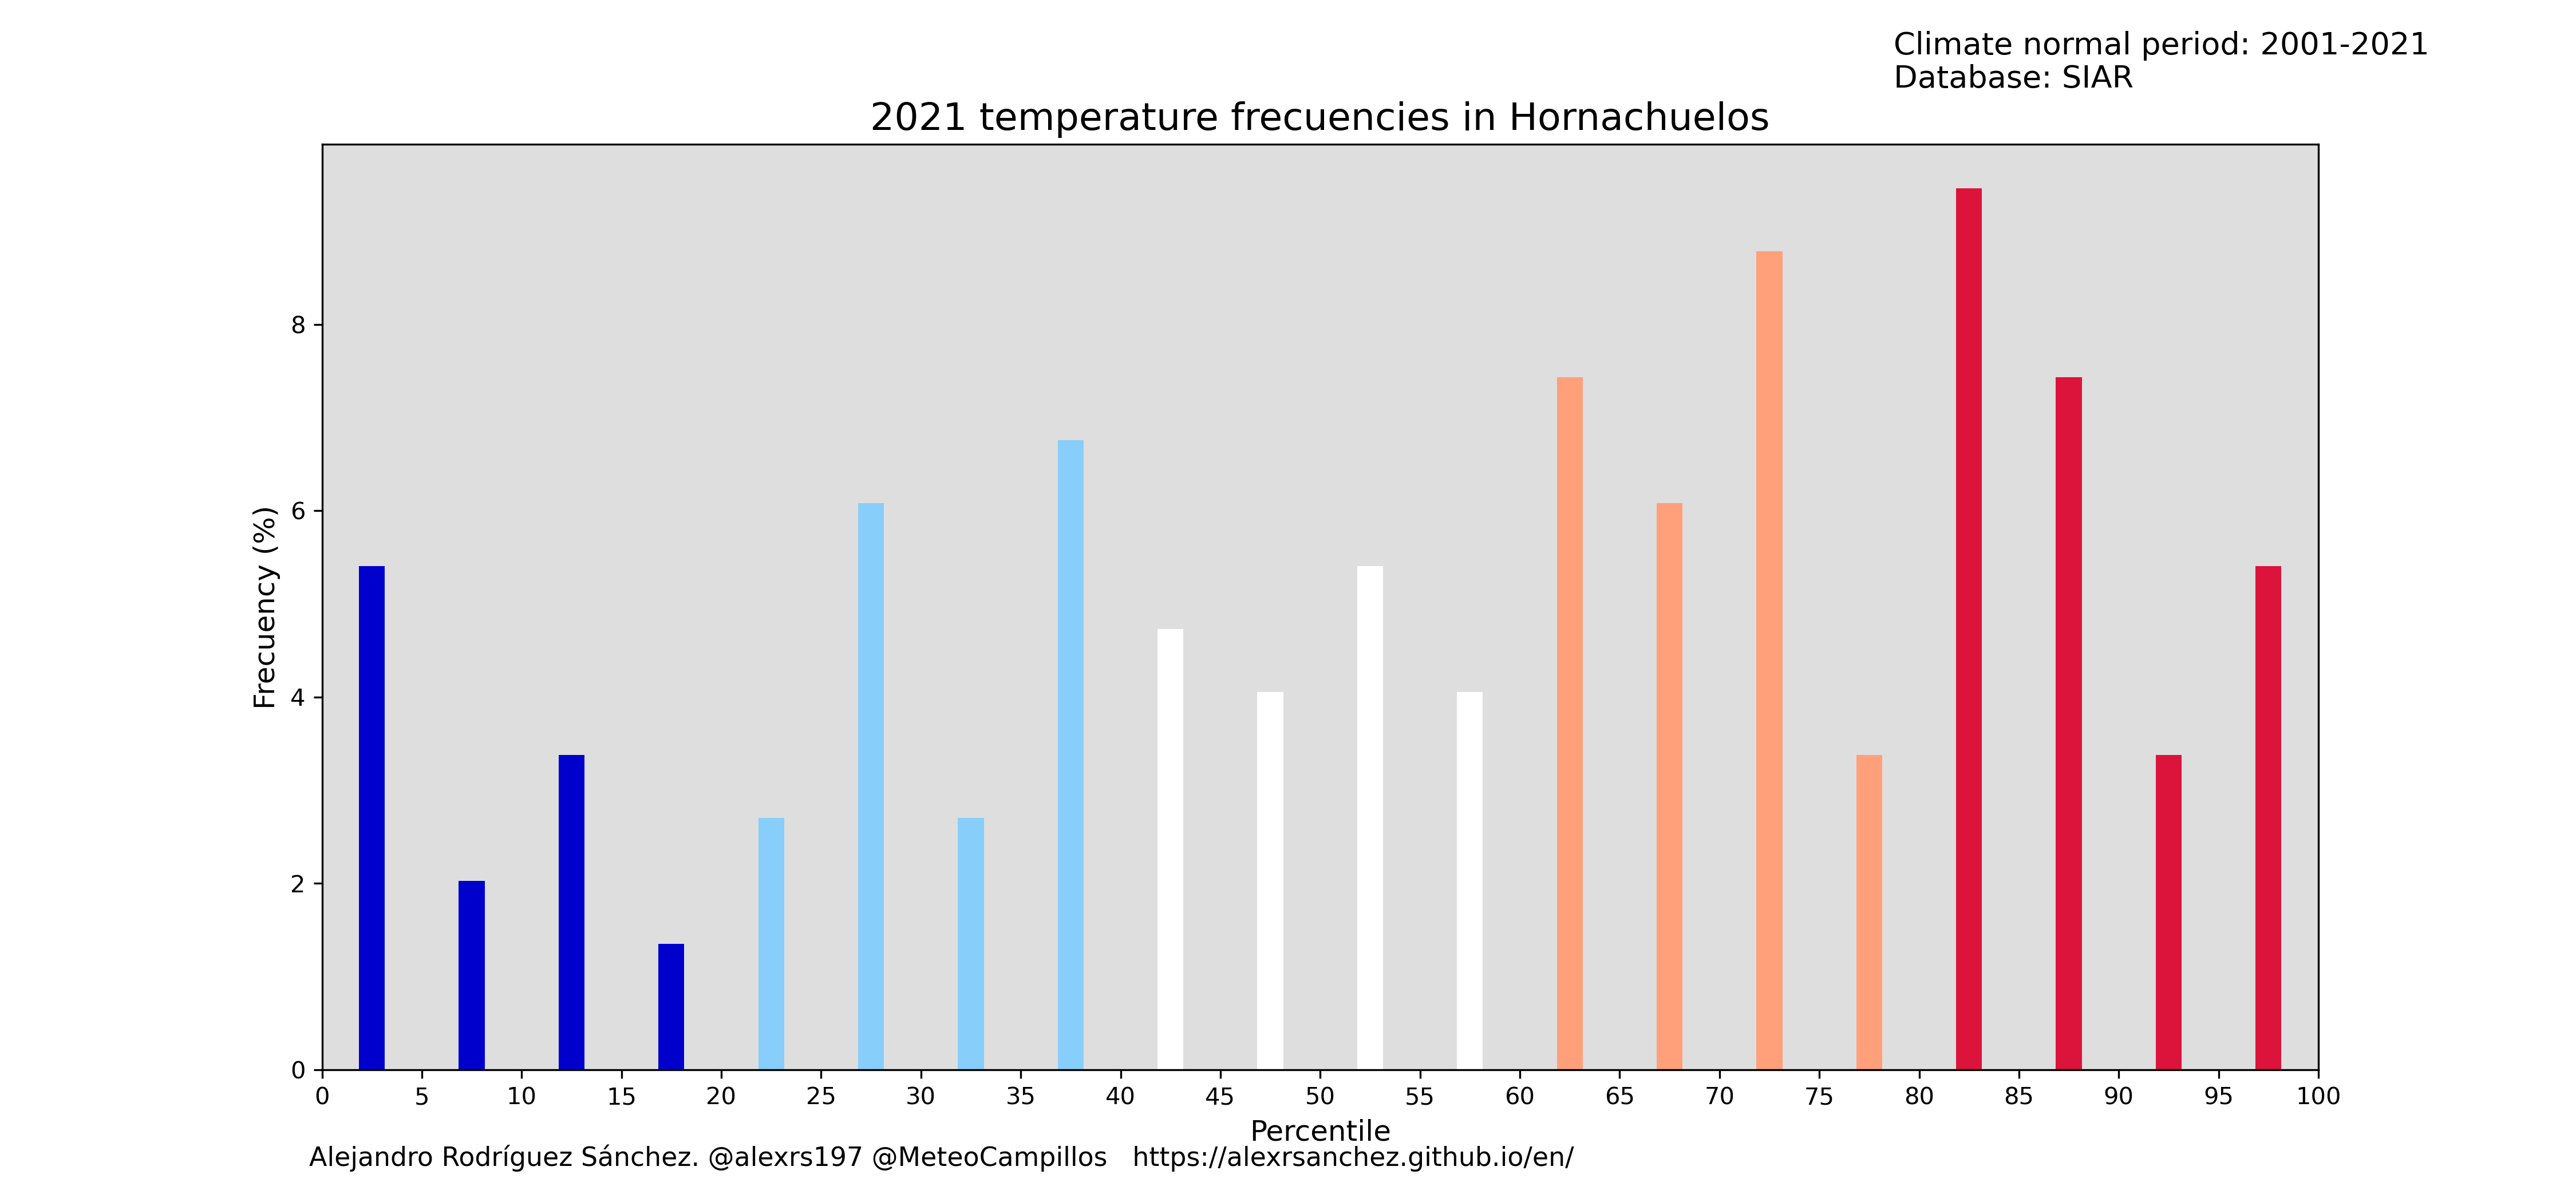 Climate normal period: 2001-2021
Database: SIAR
2021 temperature frecuencies in Hornachuelos
Frecuency (%)
8
6
4
2
0
0 5 10 15 20 25 30 35 40 45 50 55 60 65 70 75 80 85 90 95 100
Percentile
Alejandro Rodríguez Sánchez. @alexrs197 @MeteoCampillos https://alexrsanchez.github.io/en/